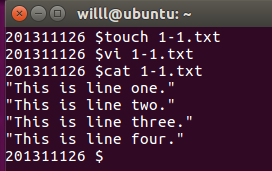 willl@ubuntu: ~
201311126 $touch 1-1.txt
201311126 $vi 1-1.txt
201311126 $cat 1-1.txt
"This is line one."
"This is line two."
"This is line three."
"This is line four."
201311126 $